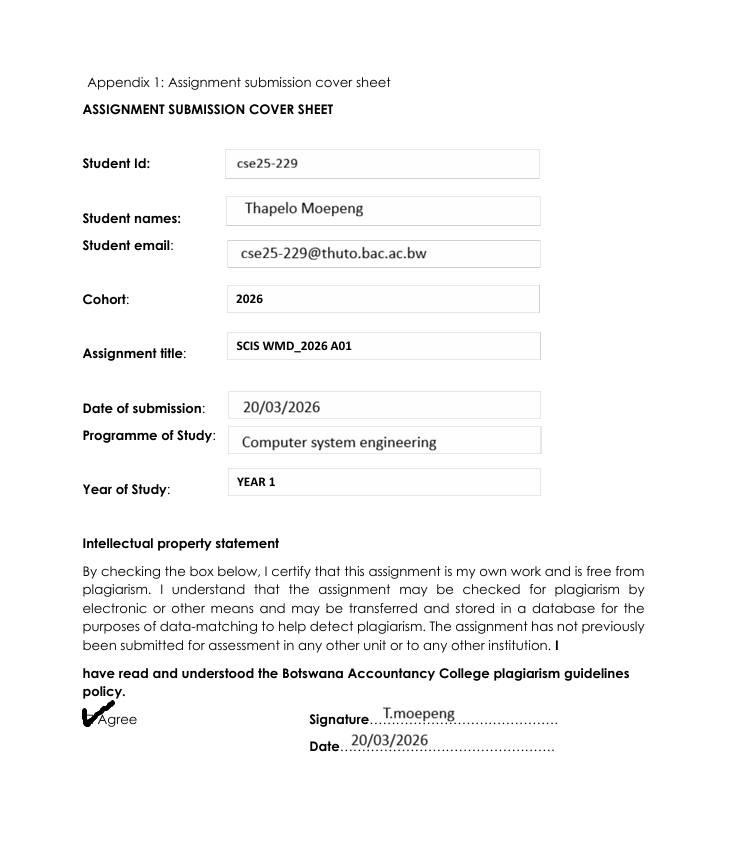 Appendix 1: Assignment submission cover sheet
ASSIGNMENT SUBMISSION COVER SHEET
Student Id: cse25-229
Student names: Thapelo Moepeng
Student email: cse25-229@thuto.bac.ac.bw
Cohort: 2026
Assignment title: SCIS WMD_2026 A01
Date of submission: 20/03/2026
Programme of Study: Computer system engineering
Year of Study: YEAR 1
Intellectual property statement
By checking the box below, I certify that this assignment is my own work and is free from
plagiarism. I understand that the assignment may be checked for plagiarism by
electronic or other means and may be transferred and stored in a database for the
purposes of data-matching to help detect plagiarism. The assignment has not previously
been submitted for assessment in any other unit or to any other institution. I
have read and understood the Botswana Accountancy College plagiarism guidelines
policy.
Agree Signature T.moepeng
Date 20/03/2026